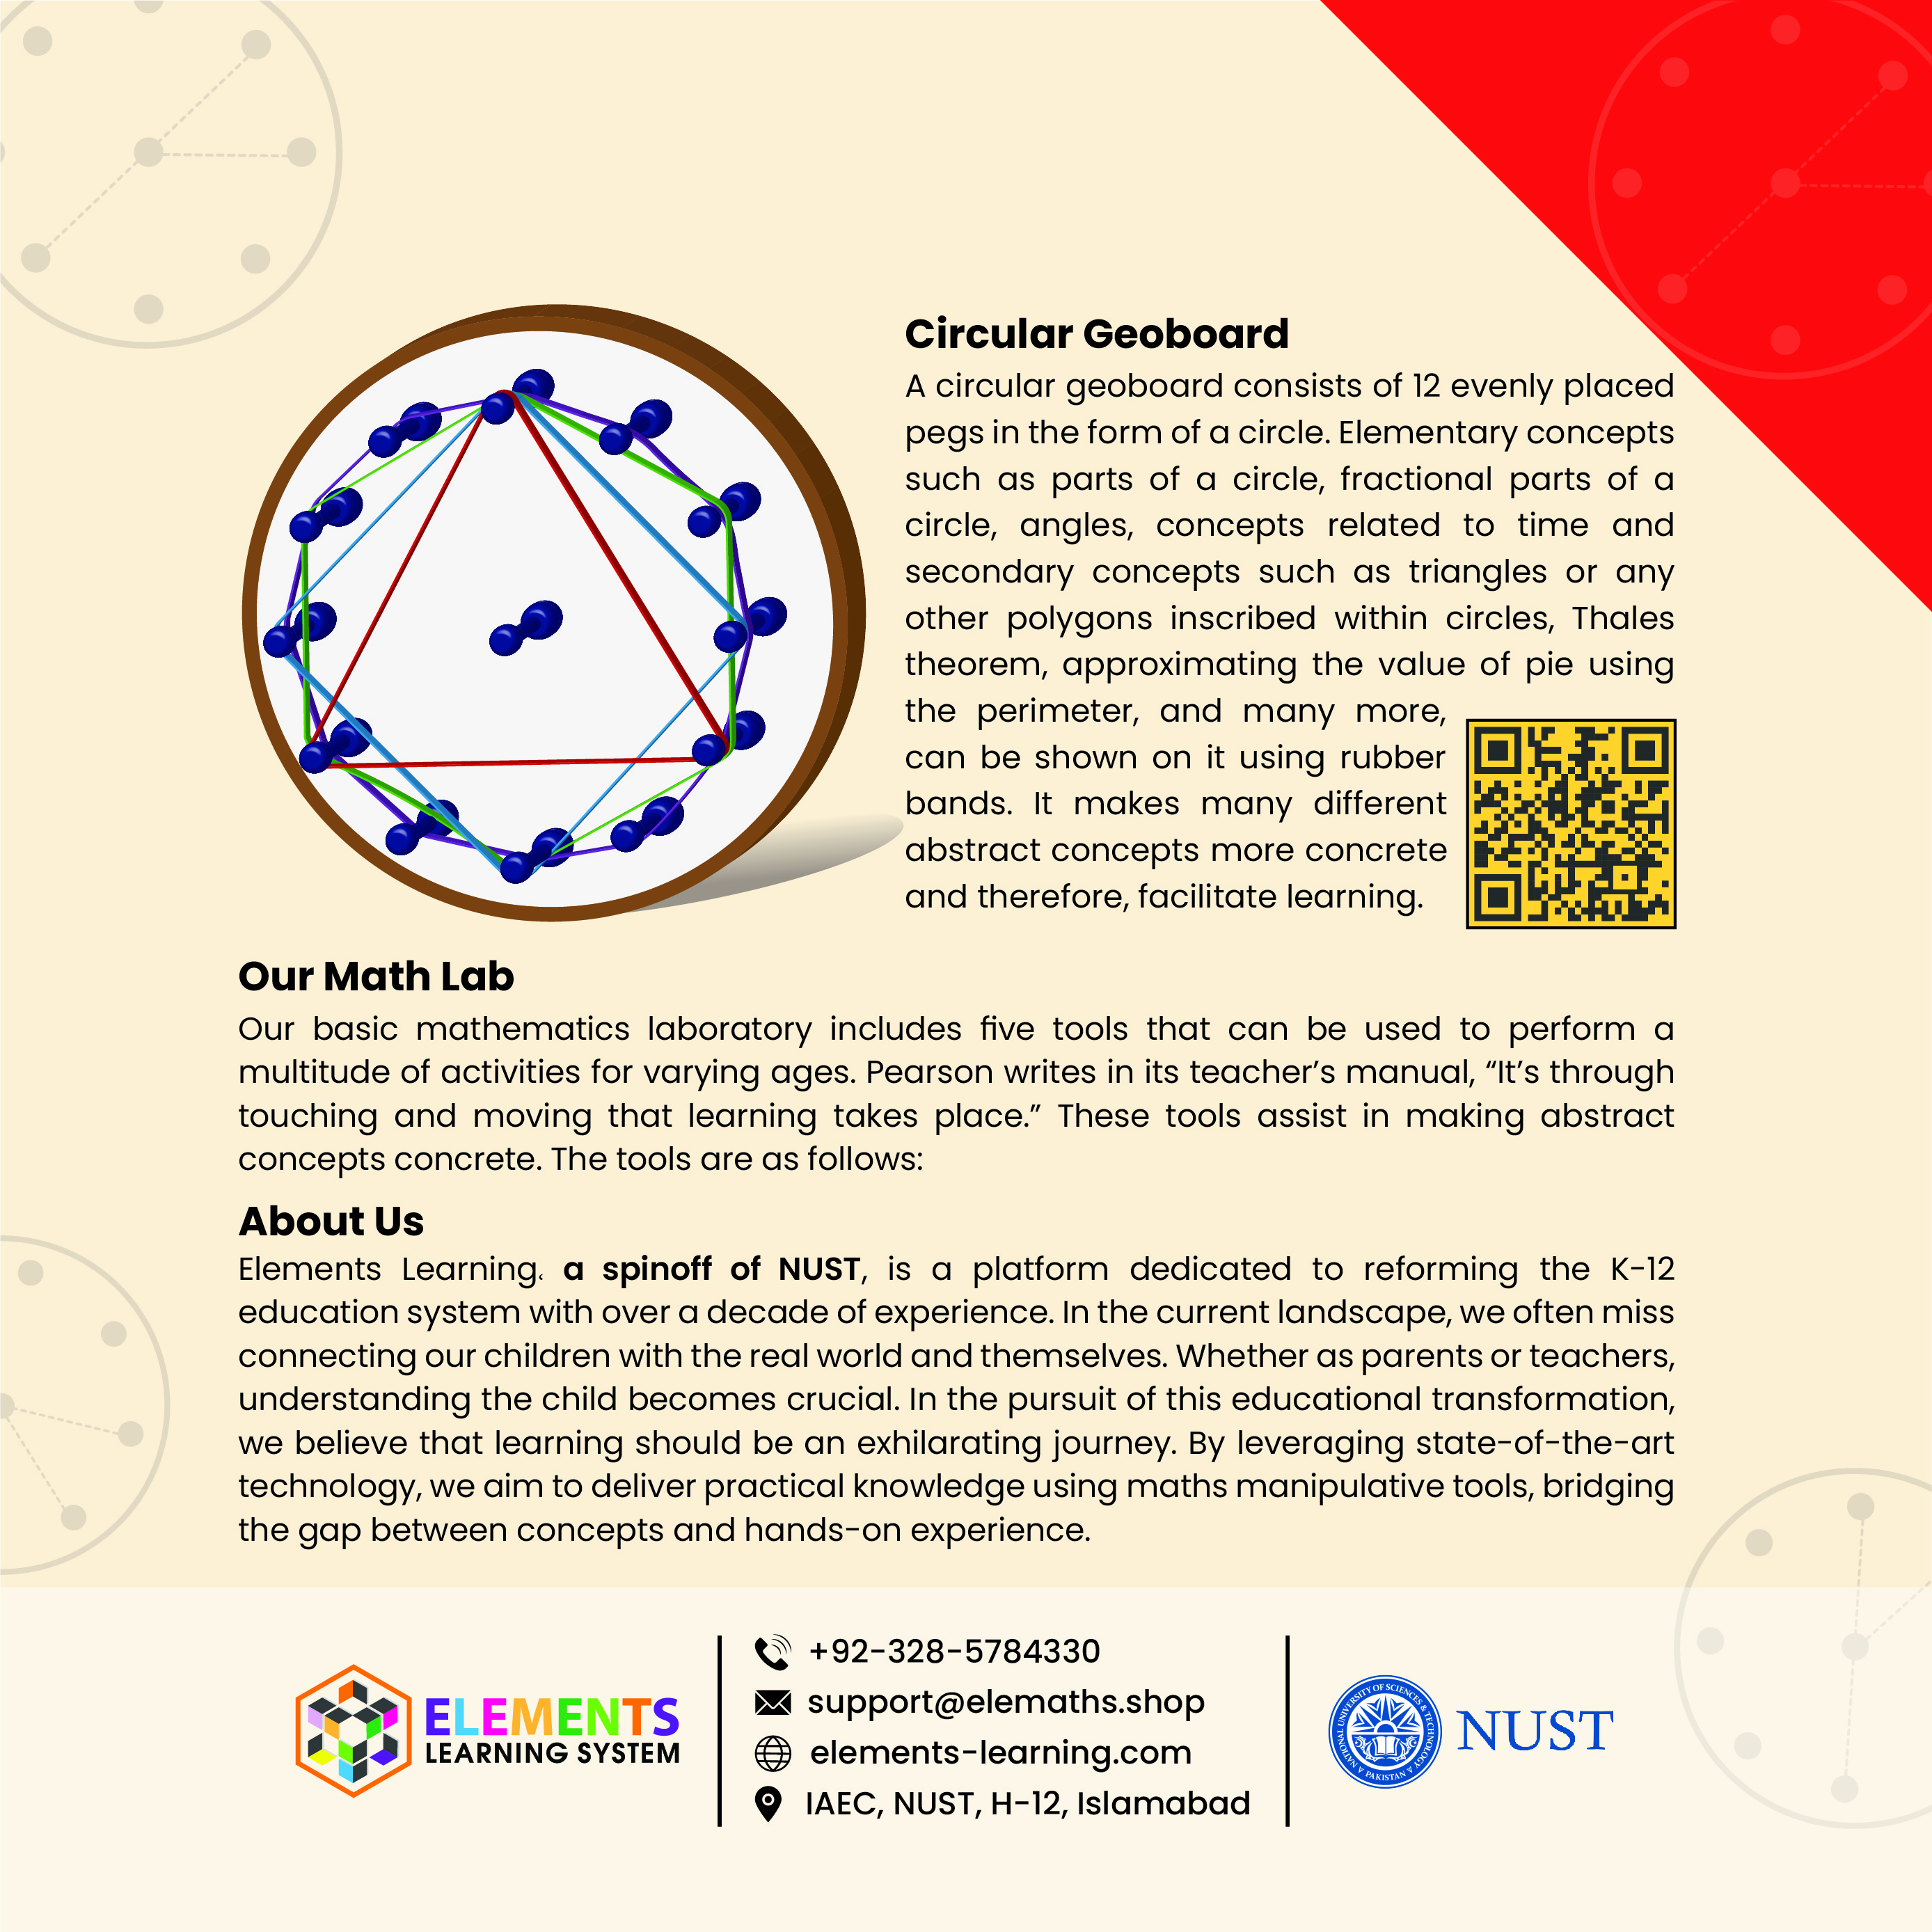 Circular Geoboard
A circular geoboard consists of 12 evenly placed
pegs in the form of a circle. Elementary concepts
such as parts of a circle, fractional parts of a
circle, angles, concepts related to time and
secondary concepts such as triangles or any
other polygons inscribed within circles, Thales
theorem, approximating the value of pie using
the perimeter, and many more,
can be shown on it using rubber
bands. It makes many different
abstract concepts more concrete
and therefore, facilitate learning.
Our Math Lab
Our basic mathematics laboratory includes five tools that can be used to perform a
multitude of activities for varying ages. Pearson writes in its teacher’s manual, “It’s through
touching and moving that learning takes place.” These tools assist in making abstract
concepts concrete. The tools are as follows:
About Us
Elements Learning, a spinoff of NUST, is a platform dedicated to reforming the K-12
education system with over a decade of experience. In the current landscape, we often miss
connecting our children with the real world and themselves. Whether as parents or teachers,
understanding the child becomes crucial. In the pursuit of this educational transformation,
we believe that learning should be an exhilarating journey. By leveraging state-of-the-art
technology, we aim to deliver practical knowledge using maths manipulative tools, bridging
the gap between concepts and hands-on experience.
ELEMENTS
LEARNING SYSTEM
+92-328-5784330
support@elemaths.shop
elements-learning.com
IAEC, NUST, H-12, Islamabad
NATIONAL UNIVERSITY OF SCIENCES & TECHNOLOGY
PAKISTAN
NUST